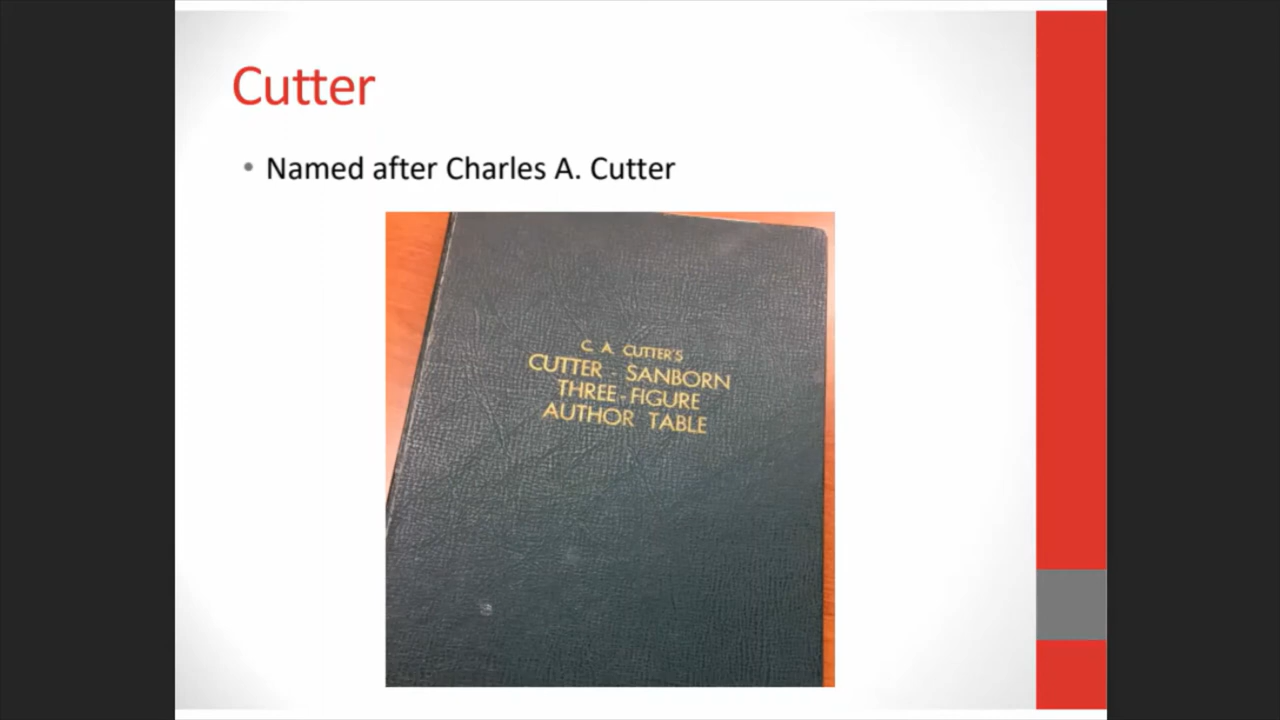 Cutter
• Named after Charles A. Cutter
C. A. CUTTER'S
CUTTER - SANBORN
THREE-FIGURE
AUTHOR TABLE